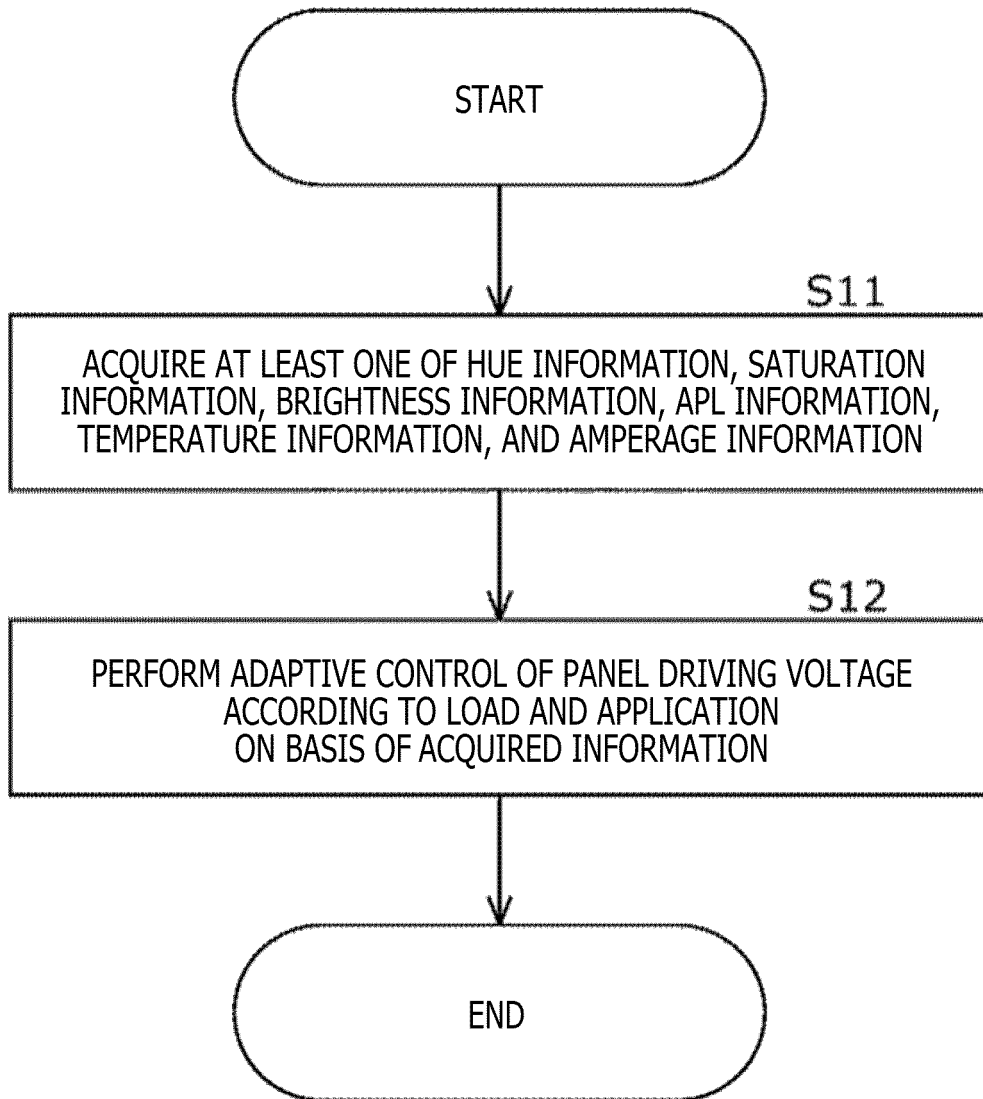 START
S11
ACQUIRE AT LEAST ONE OF HUE INFORMATION, SATURATION
INFORMATION, BRIGHTNESS INFORMATION, APL INFORMATION,
TEMPERATURE INFORMATION, AND AMPERAGE INFORMATION
S12
PERFORM ADAPTIVE CONTROL OF PANEL DRIVING VOLTAGE
ACCORDING TO LOAD AND APPLICATION
ON BASIS OF ACQUIRED INFORMATION
END